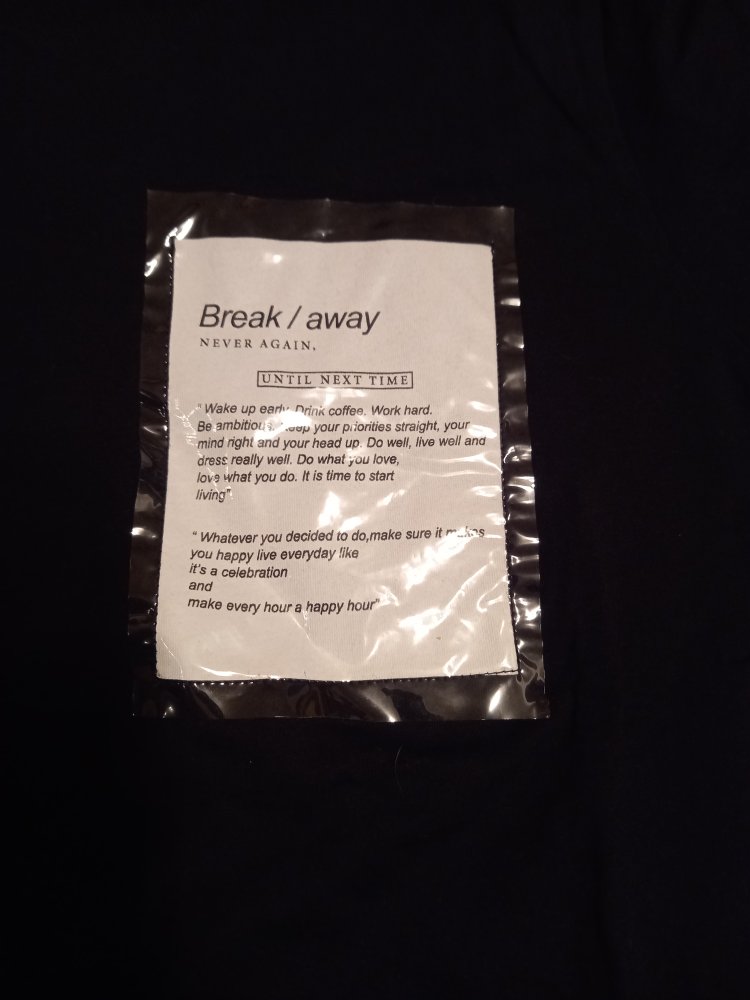 Break / away
NEVER AGAIN,
UNTIL NEXT TIME
" Wake up early. Drink coffee. Work hard.
Be ambitious. Keep your priorities straight, your
mind right and your head up. Do well, live well and
dress really well. Do what you love,
love what you do. It is time to start
living"
" Whatever you decided to do,make sure it makes
you happy live everyday like
it's a celebration
and
make every hour a happy hour"